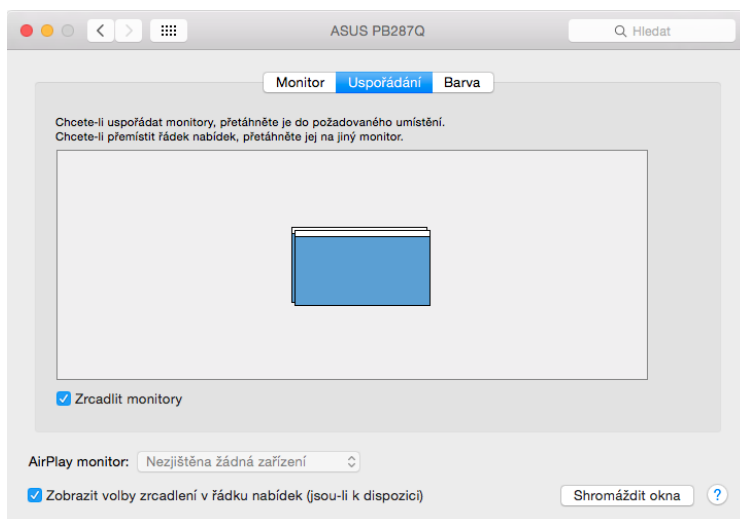 ASUS PB287Q
Hledat
Monitor Uspořádání Barva
Chcete-li uspořádat monitory, přetáhněte je do požadovaného umístění.
Chcete-li přemístit řádek nabídek, přetáhněte jej na jiný monitor.
Zrcadlit monitory
AirPlay monitor: Nezjištěna žádná zařízení
Zobrazit volby zrcadlení v řádku nabídek (jsou-li k dispozici)
Shromáždit okna ?